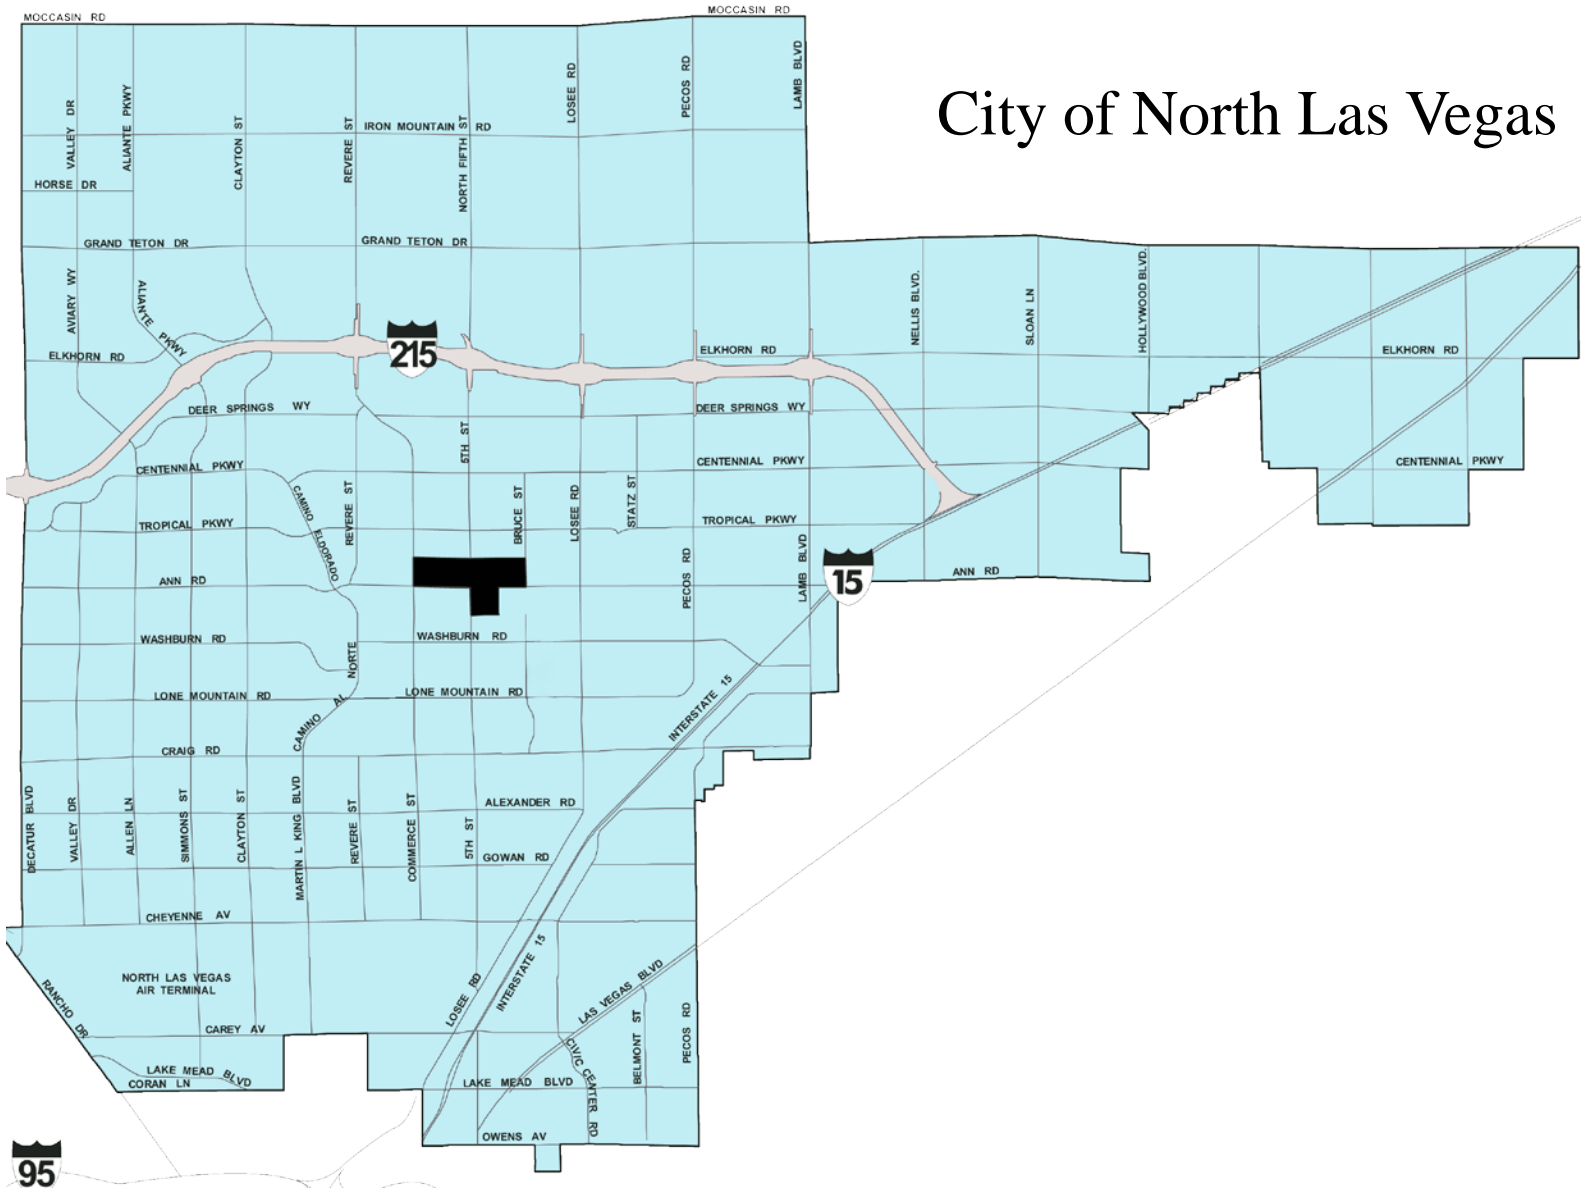 MOCCASIN RD
MOCCASIN RD
City of North Las Vegas
VALLEY DR
ALIANTE PKWY
CLAYTON ST
REVERE ST
IRON MOUNTAIN RD
NORTH FIFTH ST
LOSEE RD
PECOS RD
LAMB BLVD
HORSE DR
GRAND TETON DR
GRAND TETON DR
AVIARY WY
ALIANTE PKWY
NELLIS BLVD.
SLOAN LN
HOLLYWOOD BLVD.
ELKHORN RD
215
ELKHORN RD
ELKHORN RD
DEER SPRINGS WY
DEER SPRINGS WY
5TH ST
CENTENNIAL PKWY
CENTENNIAL PKWY
CENTENNIAL PKWY
CAMINO ELDORADO
REVERE ST
BRUCE ST
LOSEE RD
STATZ ST
TROPICAL PKWY
TROPICAL PKWY
PECOS RD
LAMB BLVD
15
ANN RD
ANN RD
WASHBURN RD
WASHBURN RD
LONE MOUNTAIN RD
CAMINO AL NORTE
LONE MOUNTAIN RD
INTERSTATE 15
CRAIG RD
DECATUR BLVD
VALLEY DR
ALLEN LN
SIMMONS ST
CLAYTON ST
MARTIN L KING BLVD
REVERE ST
COMMERCE ST
5TH ST
ALEXANDER RD
GOWAN RD
CHEYENNE AV
NORTH LAS VEGAS
AIR TERMINAL
RANCHO DR
LOSEE RD
INTERSTATE 15
LAS VEGAS BLVD
CAREY AV
CIVIC CENTER RD
BELMONT ST
PECOS RD
LAKE MEAD BLVD
CORAN LN
LAKE MEAD BLVD
OWENS AV
95